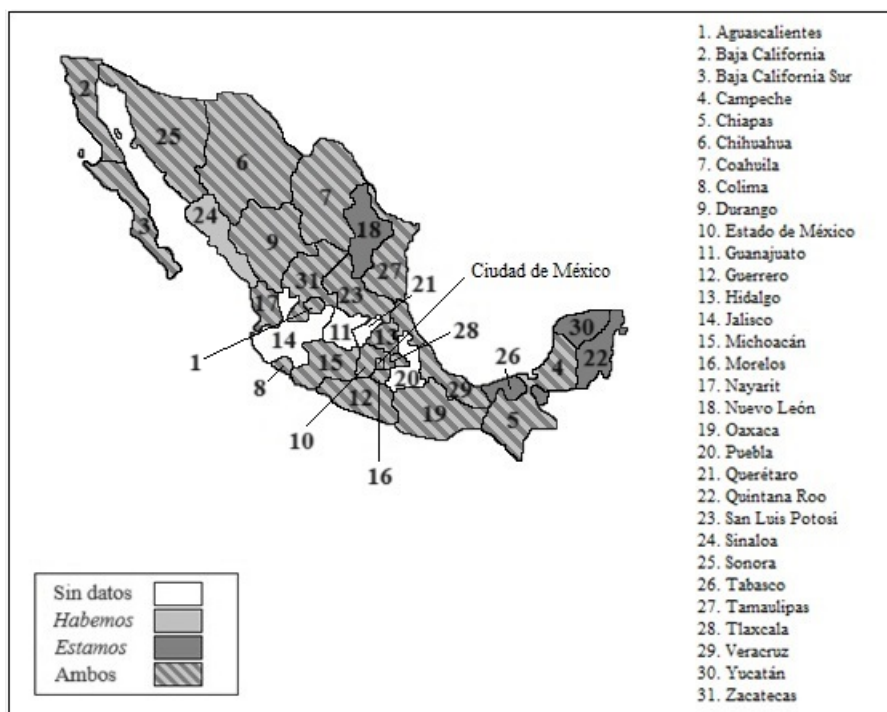 1. Aguascalientes
2. Baja California
3. Baja California Sur
4. Campeche
5. Chiapas
6. Chihuahua
7. Coahuila
8. Colima
9. Durango
10. Estado de México
11. Guanajuato
12. Guerrero
13. Hidalgo
14. Jalisco
15. Michoacán
16. Morelos
17. Nayarit
18. Nuevo León
19. Oaxaca
20. Puebla
21. Querétaro
22. Quintana Roo
23. San Luis Potosi
24. Sinaloa
25. Sonora
26. Tabasco
27. Tamaulipas
28. Tlaxcala
29. Veracruz
30. Yucatán
31. Zacatecas
2
25
6
7
3
24
9
18
27
Ciudad de México
31
23
21
17
14
11
13
28
1
8
15
20
12
19
29
26
5
4
30
22
10
16
Sin datos
Habemos
Estamos
Ambos